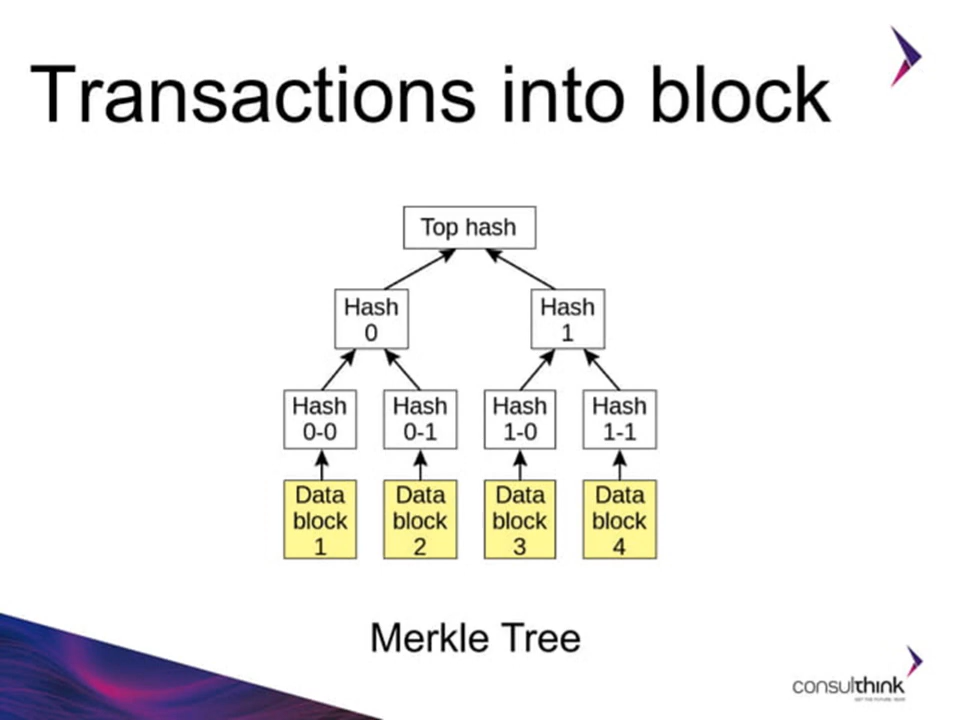 Transactions into block
Top hash
Hash
0
Hash
1
Hash
0-0
Hash
0-1
Hash
1-0
Hash
1-1
Data
block
1
Data
block
2
Data
block
3
Data
block
4
Merkle Tree
consulthink